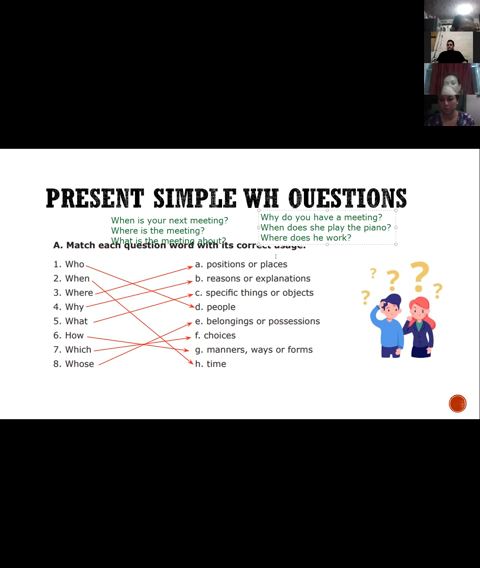 PRESENT SIMPLE WH QUESTIONS
When is your next meeting?
Where is the meeting?
What is the meeting about?
Why do you have a meeting?
When does she play the piano?
Where does he work?
A. Match each question word with its correct usage.
1. Who
2. When
3. Where
4. Why
5. What
6. How
7. Which
8. Whose
a. positions or places
b. reasons or explanations
c. specific things or objects
d. people
e. belongings or possessions
f. choices
g. manners, ways or forms
h. time
? ? ? ? ?